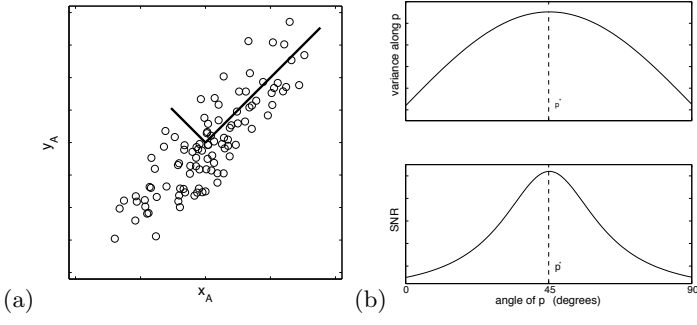 (a)
y_A
x_A
(b)
variance along p
p*
SNR
p*
0 45 90
angle of p (degrees)